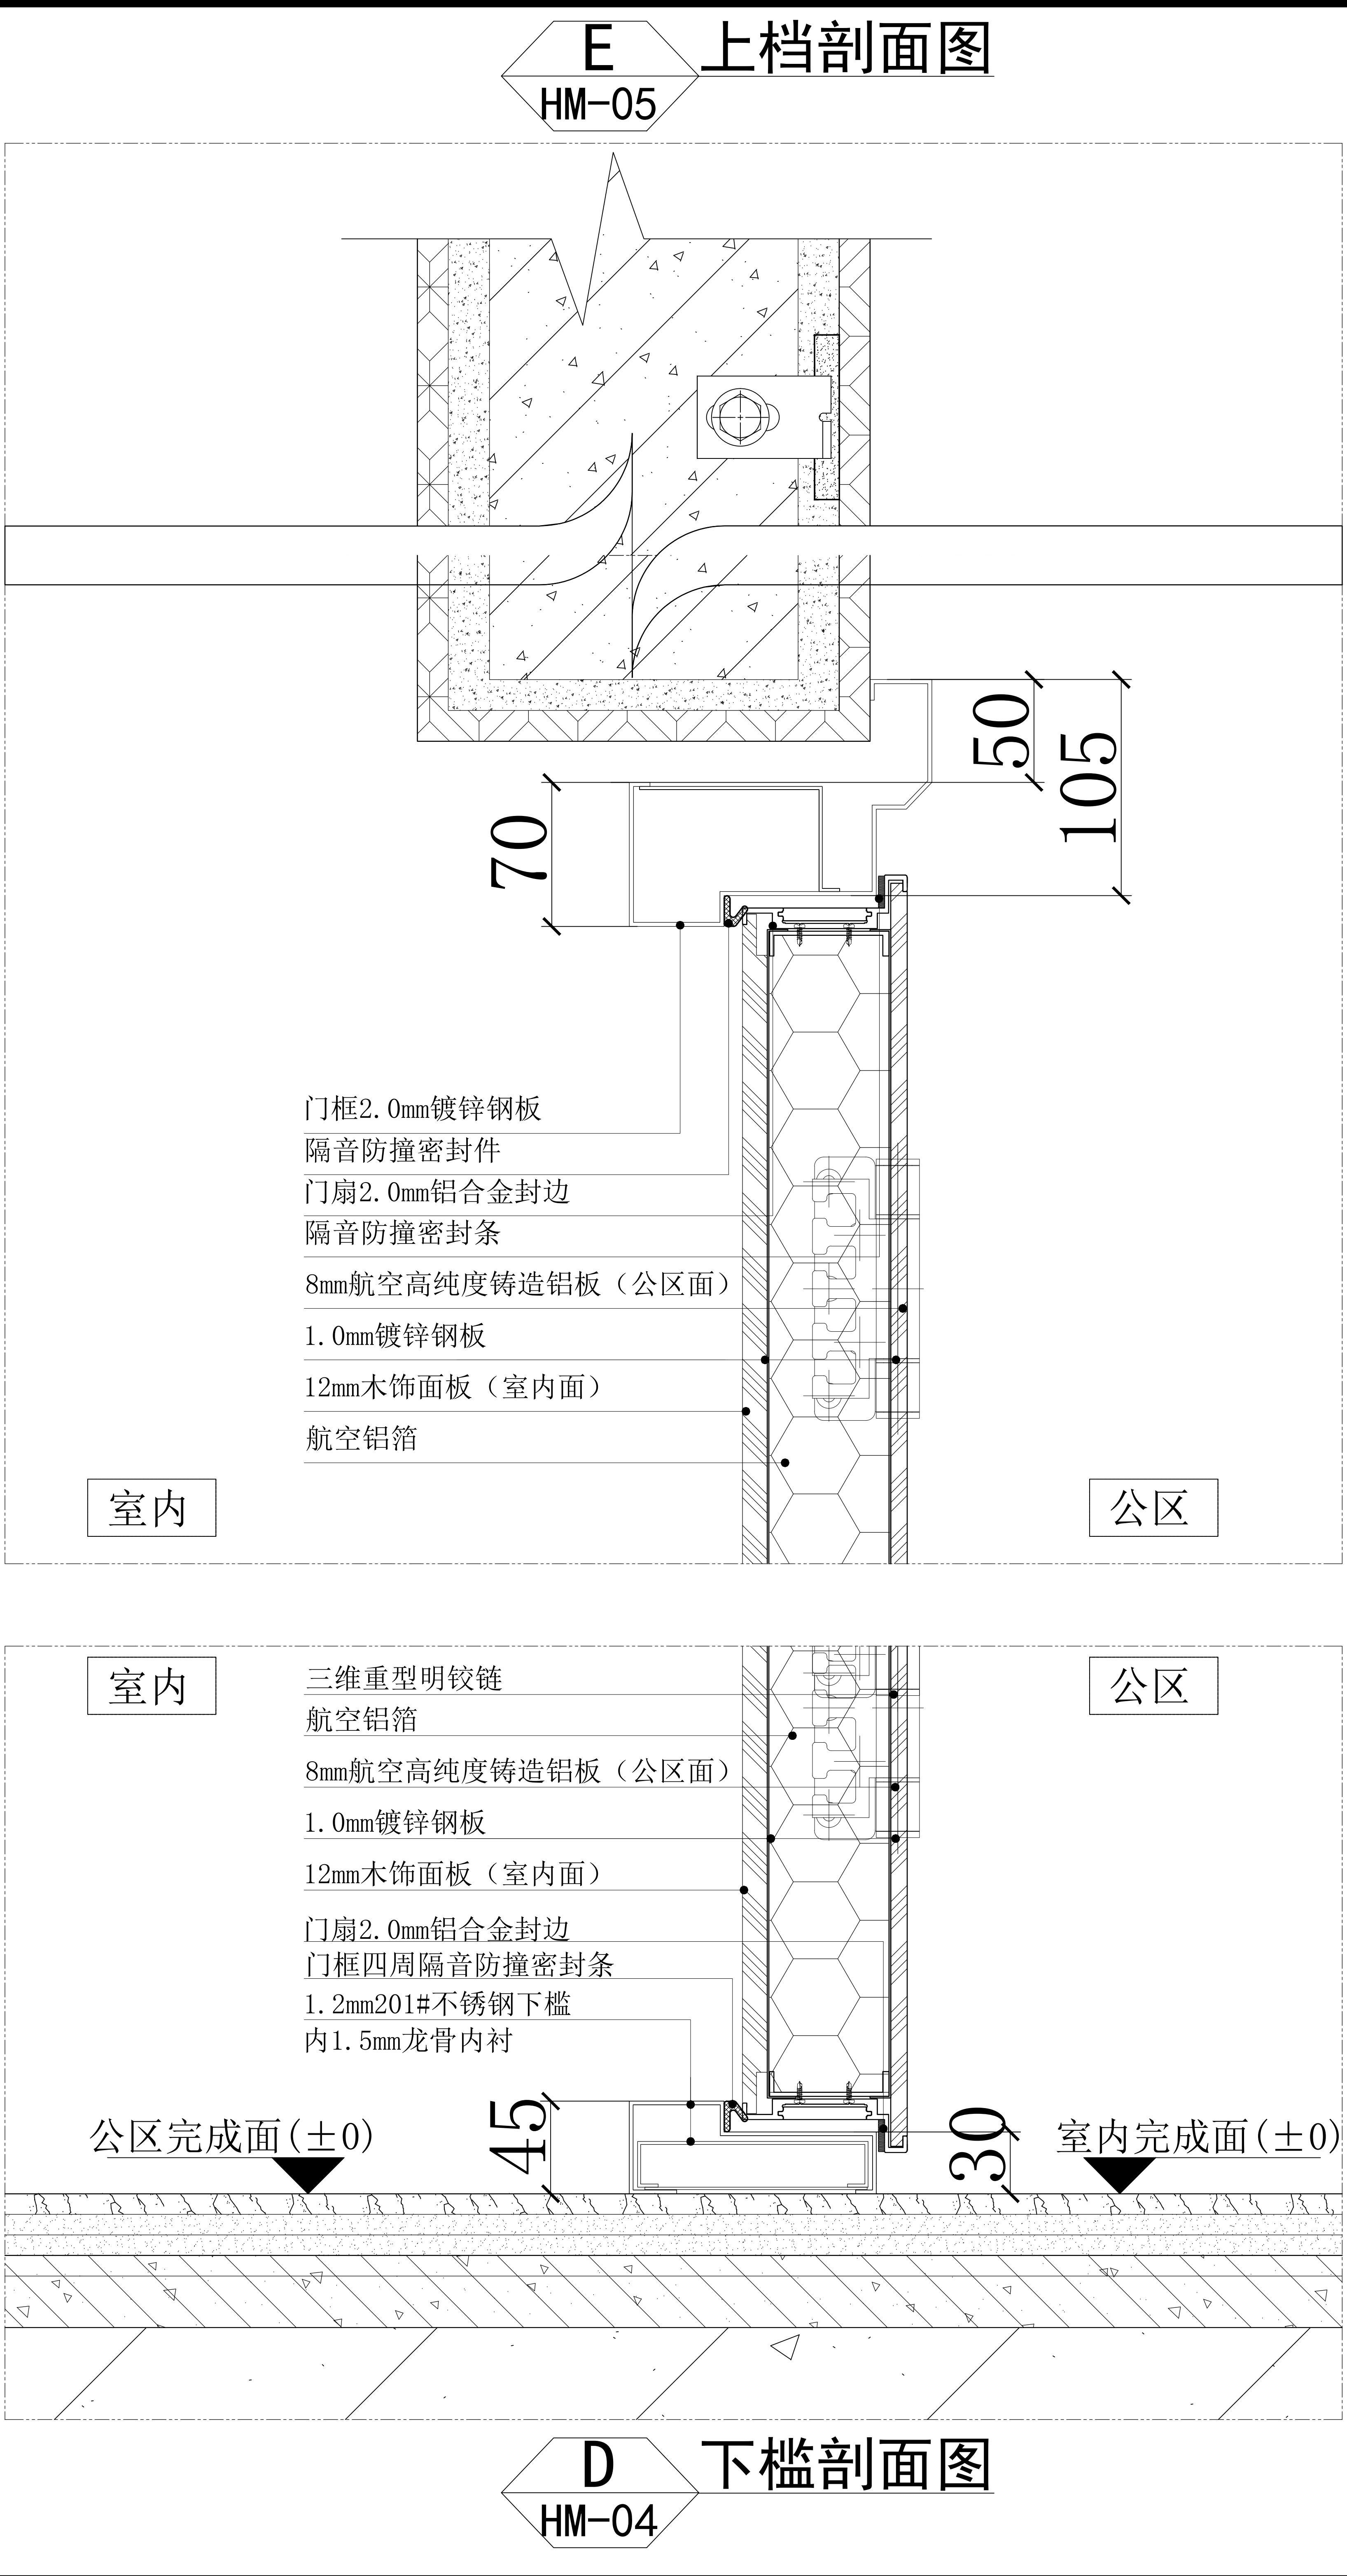 E
上档剖面图
HM-05
50
105
70
门框2.0mm镀锌钢板
隔音防撞密封件
门扇2.0mm铝合金封边
隔音防撞密封条
8mm航空高纯度铸造铝板（公区面）
1.0mm镀锌钢板
12mm木饰面板（室内面）
航空铝箔
室内
公区
室内
公区
三维重型明铰链
航空铝箔
8mm航空高纯度铸造铝板（公区面）
1.0mm镀锌钢板
12mm木饰面板（室内面）
门扇2.0mm铝合金封边
门框四周隔音防撞密封条
1.2mm201#不锈钢下槛
内1.5mm龙骨内衬
45
30
公区完成面(±0)
室内完成面(±0)
D
下槛剖面图
HM-04